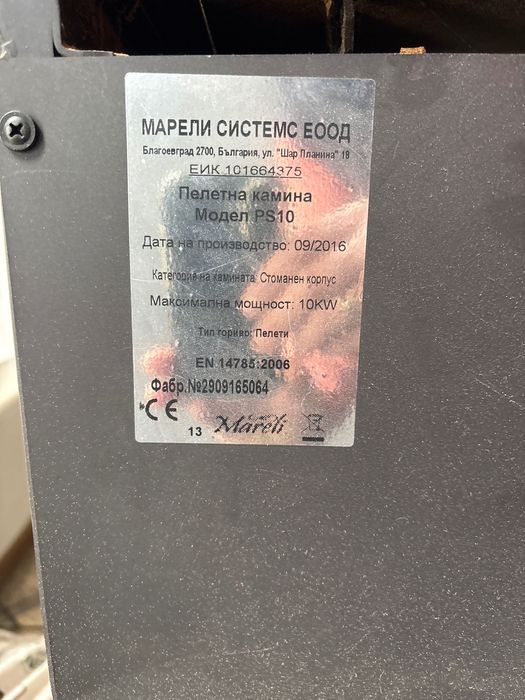 МАРЕЛИ СИСТЕМС ЕООД
Благоевград 2700, България, ул. "Шар Планина" 18
ЕИК 101664375
Пелетна камина
Модел PS10
Дата на производство: 09/2016
Категория на камината: Стоманен корпус
Максимална мощност: 10KW
Тип гориво: Пелети
EN 14785:2006
Фабр.№2909165064
CE
13 Mareli